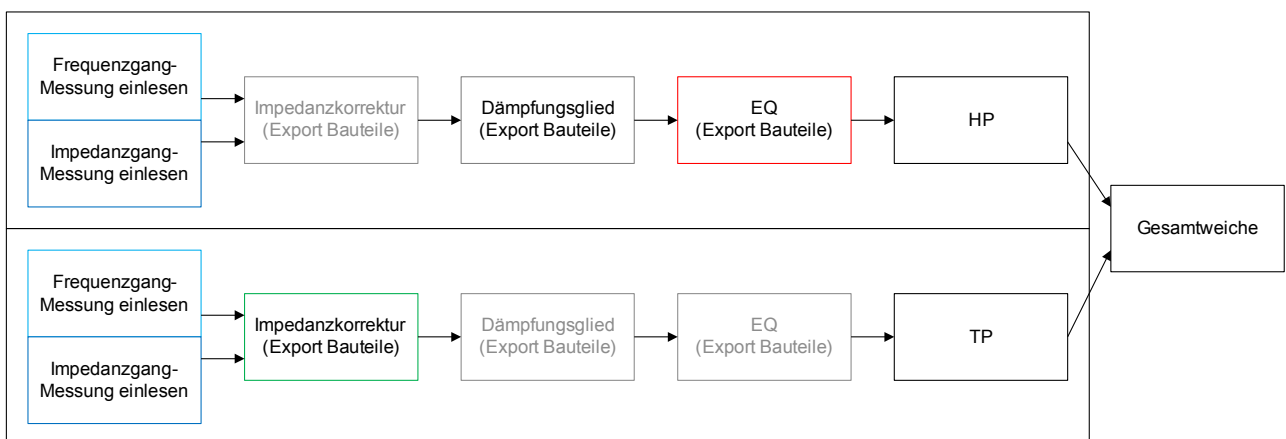 Frequenzgang-
Messung einlesen
Impedanzgang-
Messung einlesen
Impedanzkorrektur
(Export Bauteile)
Dämpfungsglied
(Export Bauteile)
EQ
(Export Bauteile)
HP
Gesamtweiche
Frequenzgang-
Messung einlesen
Impedanzgang-
Messung einlesen
Impedanzkorrektur
(Export Bauteile)
Dämpfungsglied
(Export Bauteile)
EQ
(Export Bauteile)
TP